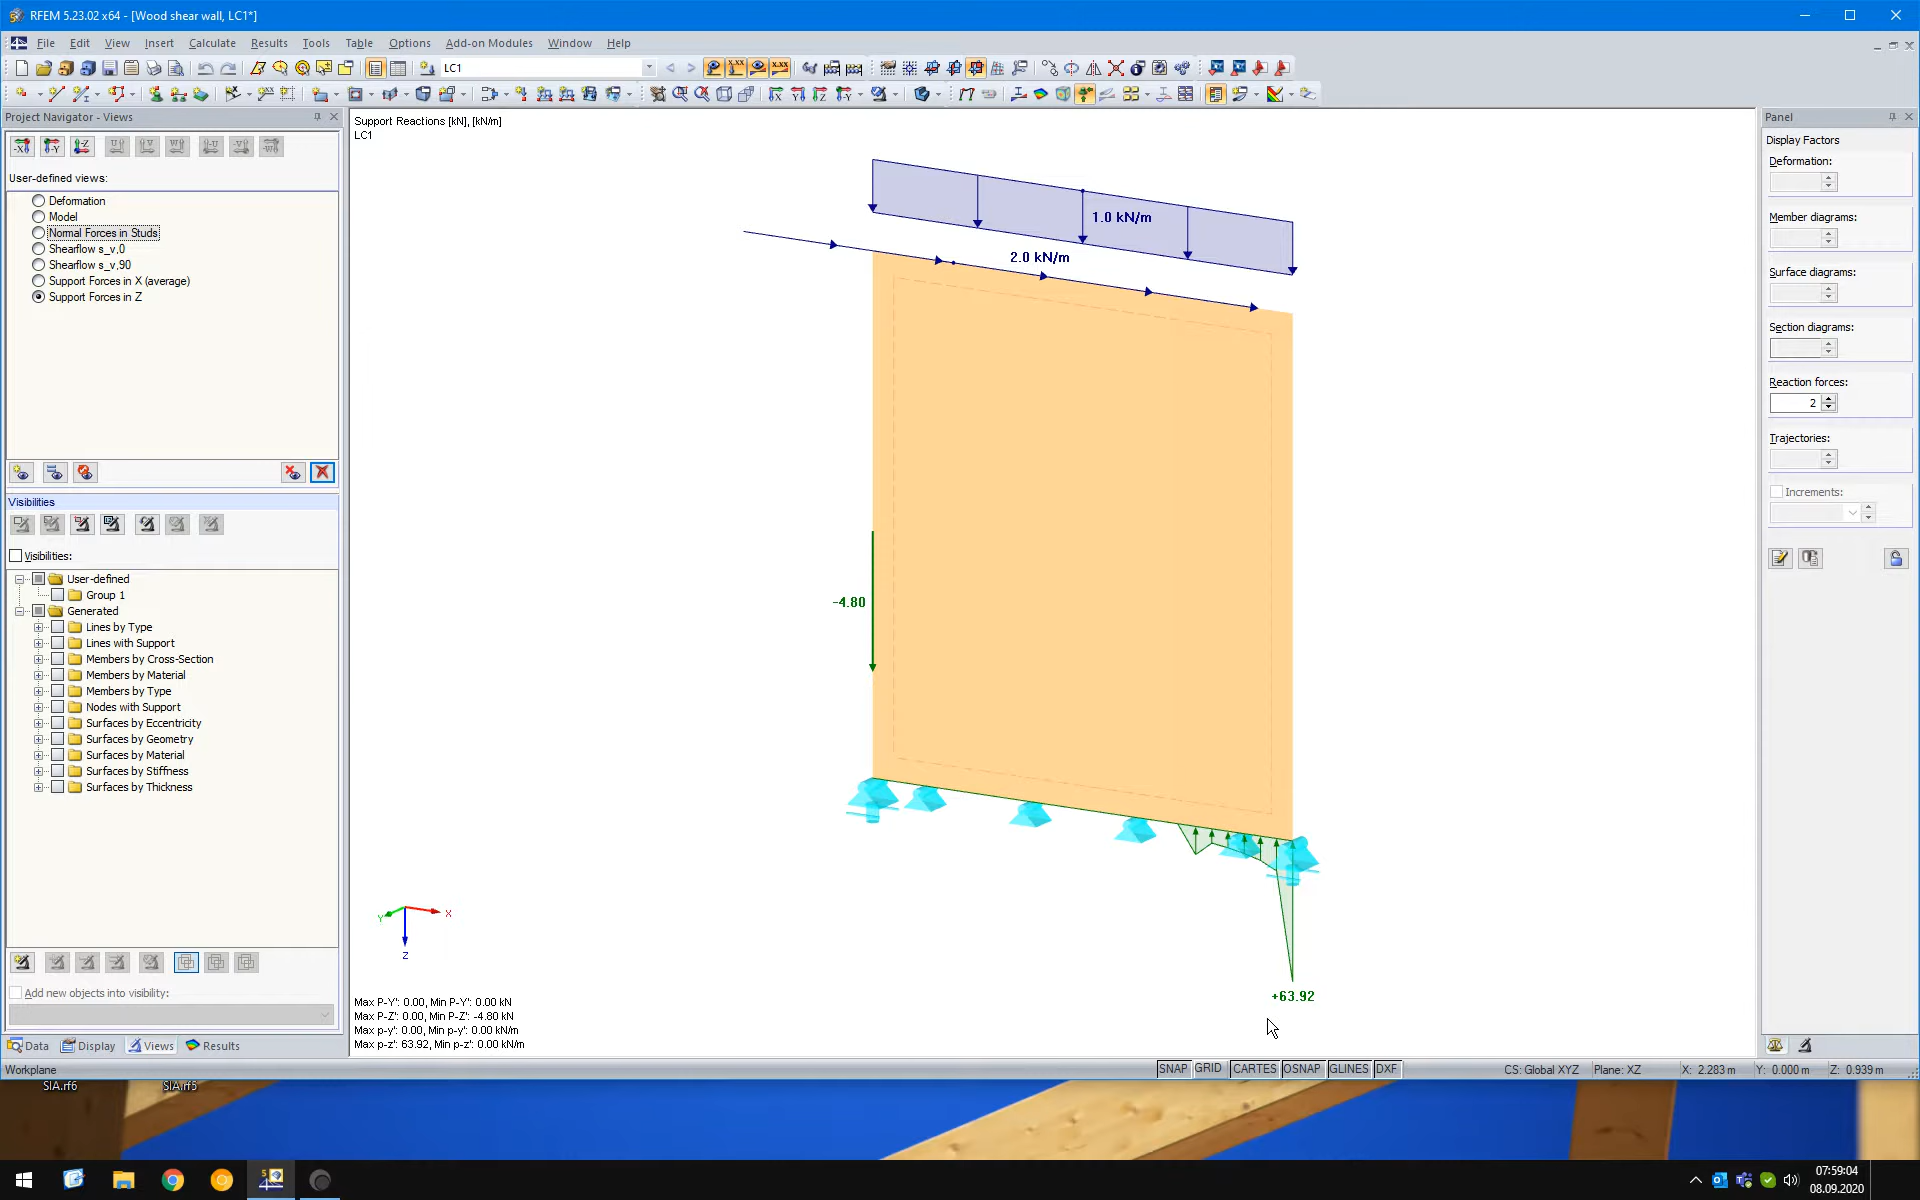 RFEM 5.23.02 x64 - [Wood shear wall, LC1*]
File Edit View Insert Calculate Results Tools Table Options Add-on Modules Window Help
LC1
Project Navigator - Views
User-defined views:
Deformation
Model
Normal Forces in Studs
Shearflow s_v,0
Shearflow s_v,90
Support Forces in X (average)
Support Forces in Z
Visibilities
Visibilities:
User-defined
Group 1
Generated
Lines by Type
Lines with Support
Members by Cross-Section
Members by Material
Members by Type
Nodes with Support
Surfaces by Eccentricity
Surfaces by Geometry
Surfaces by Material
Surfaces by Stiffness
Surfaces by Thickness
Add new objects into visibility:
Data Display Views Results
Support Reactions [kN], [kN/m]
LC1
1.0 kN/m
2.0 kN/m
-4.80
+63.92
Y X
Z
Max P-Y': 0.00, Min P-Y': 0.00 kN
Max P-Z': 0.00, Min P-Z': -4.80 kN
Max p-y': 0.00, Min p-y': 0.00 kN/m
Max p-z': 63.92, Min p-z': 0.00 kN/m
Panel
Display Factors
Deformation:
Member diagrams:
Surface diagrams:
Section diagrams:
Reaction forces:
2
Trajectories:
Increments:
Workplane
SNAP GRID CARTES OSNAP GLINES DXF
CS: Global XYZ Plane: XZ X: 2.283 m Y: 0.000 m Z: 0.939 m
SIA.rf6 SIA.rf5
07:59:04
08.09.2020